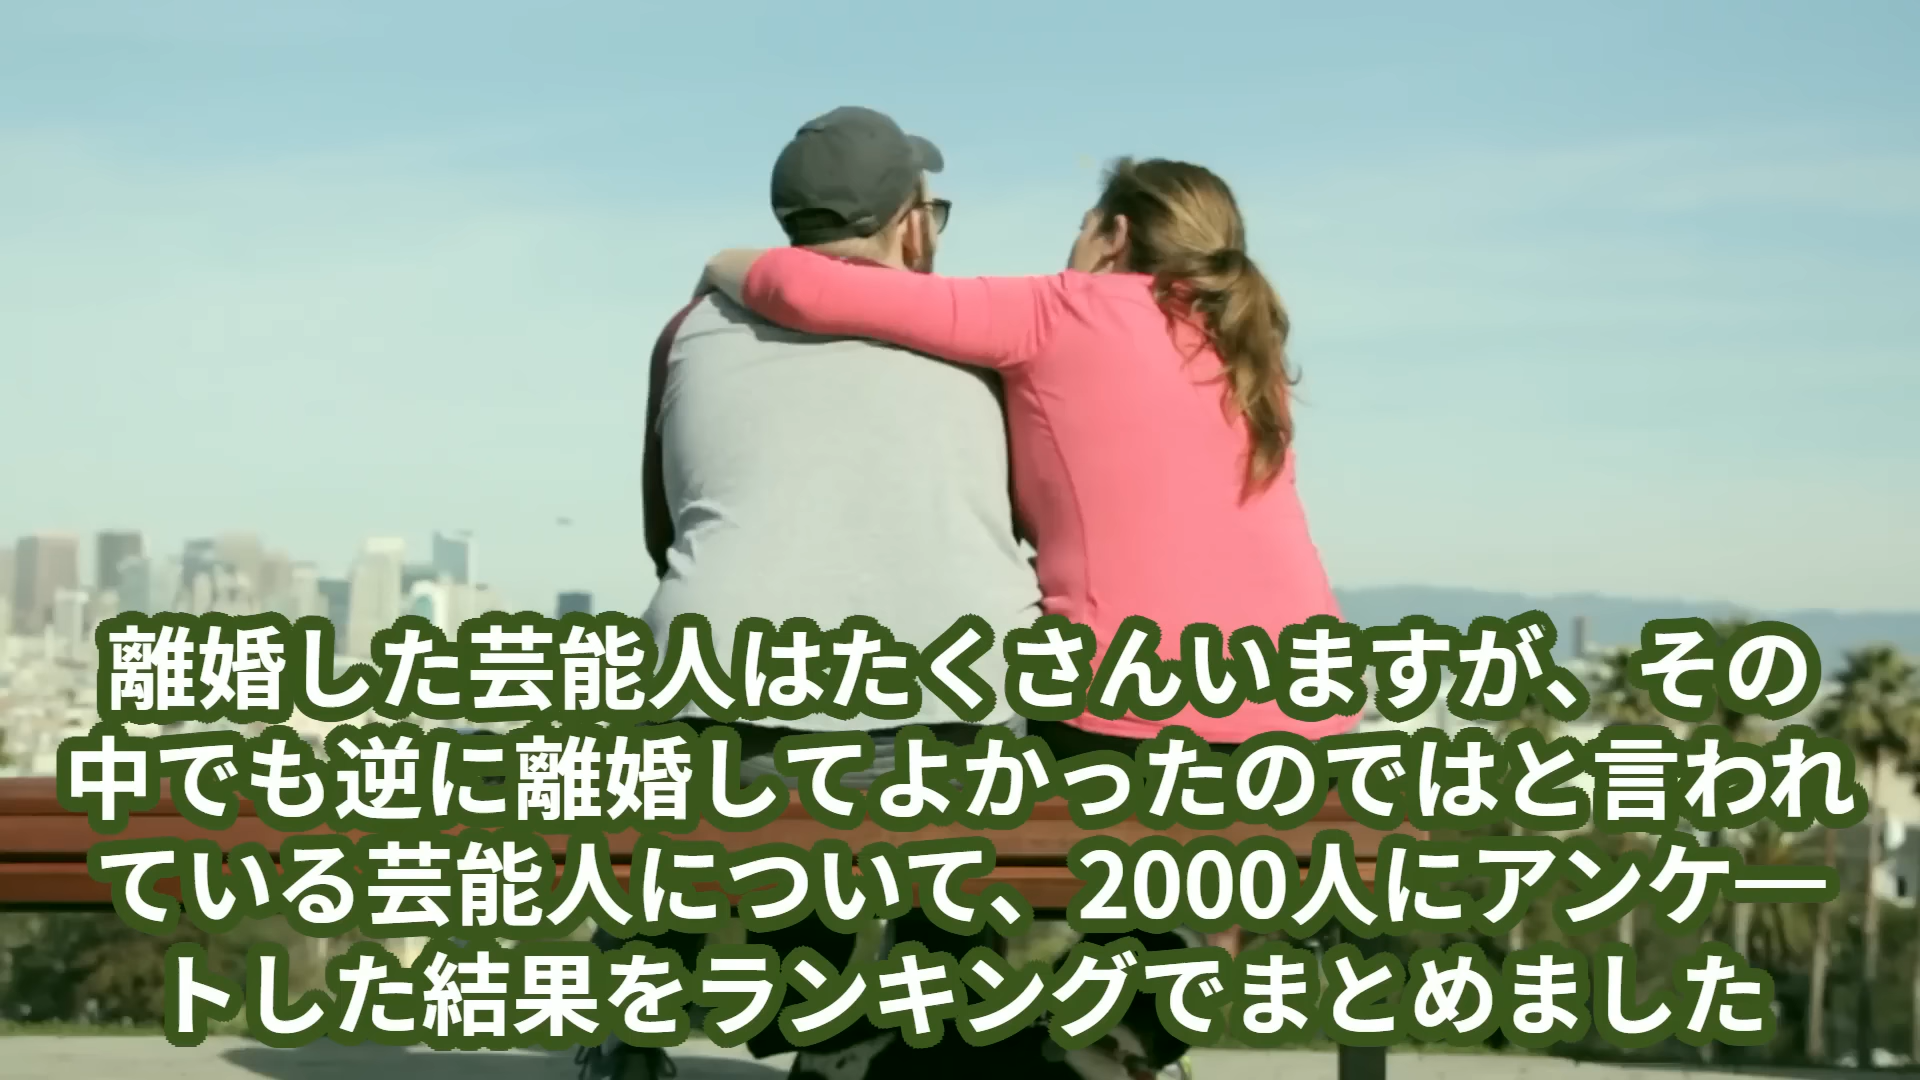 離婚した芸能人はたくさんいますが、その
中でも逆に離婚してよかったのではと言われ
ている芸能人について、2000人にアンケー
トした結果をランキングでまとめました